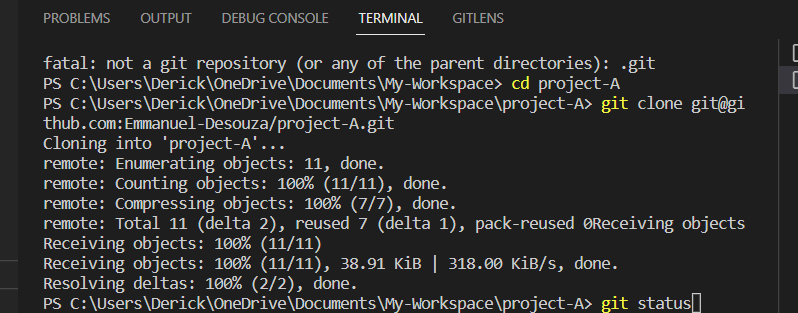 PROBLEMS OUTPUT DEBUG CONSOLE TERMINAL GITLENS
fatal: not a git repository (or any of the parent directories): .git
PS C:\Users\Derick\OneDrive\Documents\My-Workspace> cd project-A
PS C:\Users\Derick\OneDrive\Documents\My-Workspace\project-A> git clone git@gi
thub.com:Emmanuel-Desouza/project-A.git
Cloning into 'project-A'...
remote: Enumerating objects: 11, done.
remote: Counting objects: 100% (11/11), done.
remote: Compressing objects: 100% (7/7), done.
remote: Total 11 (delta 2), reused 7 (delta 1), pack-reused 0Receiving objects
Receiving objects: 100% (11/11)
Receiving objects: 100% (11/11), 38.91 KiB | 318.00 KiB/s, done.
Resolving deltas: 100% (2/2), done.
PS C:\Users\Derick\OneDrive\Documents\My-Workspace\project-A> git status